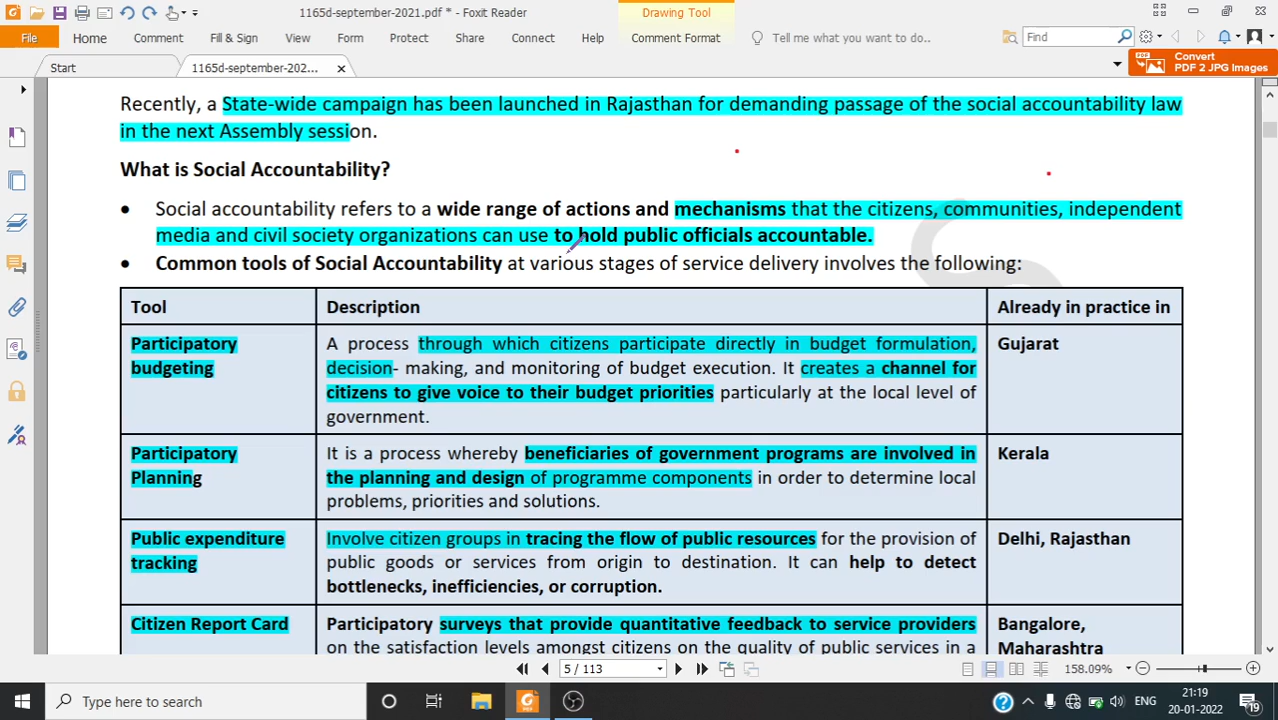 1165d-september-2021.pdf * - Foxit Reader
Drawing Tool
File Home Comment Fill & Sign View Form Protect Share Connect Help Comment Format Tell me what you want to do.. Find
Start 1165d-september-202... Convert
PDF 2 JPG Images
Recently, a State-wide campaign has been launched in Rajasthan for demanding passage of the social accountability law
in the next Assembly session.
What is Social Accountability?
• Social accountability refers to a wide range of actions and mechanisms that the citizens, communities, independent
media and civil society organizations can use to hold public officials accountable.
• Common tools of Social Accountability at various stages of service delivery involves the following:
Tool Description Already in practice in
Participatory
budgeting
A process through which citizens participate directly in budget formulation,
decision- making, and monitoring of budget execution. It creates a channel for
citizens to give voice to their budget priorities particularly at the local level of
government.
Gujarat
Participatory
Planning
It is a process whereby beneficiaries of government programs are involved in
the planning and design of programme components in order to determine local
problems, priorities and solutions.
Kerala
Public expenditure
tracking
Involve citizen groups in tracing the flow of public resources for the provision of
public goods or services from origin to destination. It can help to detect
bottlenecks, inefficiencies, or corruption.
Delhi, Rajasthan
Citizen Report Card
Participatory surveys that provide quantitative feedback to service providers
on the satisfaction levels amongst citizens on the quality of public services in a
Bangalore,
Maharashtra
5 / 113 158.09%
Type here to search
ENG
21:19
20-01-2022
19